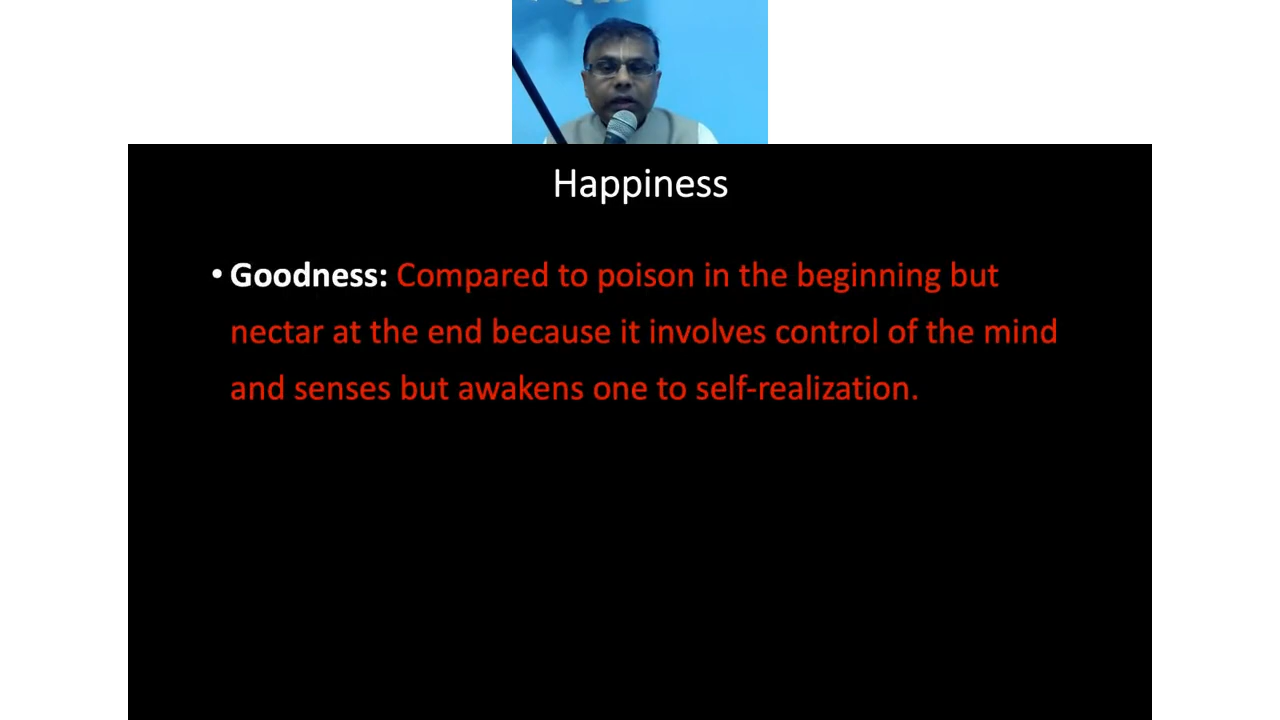 Happiness
• Goodness: Compared to poison in the beginning but
nectar at the end because it involves control of the mind
and senses but awakens one to self-realization.